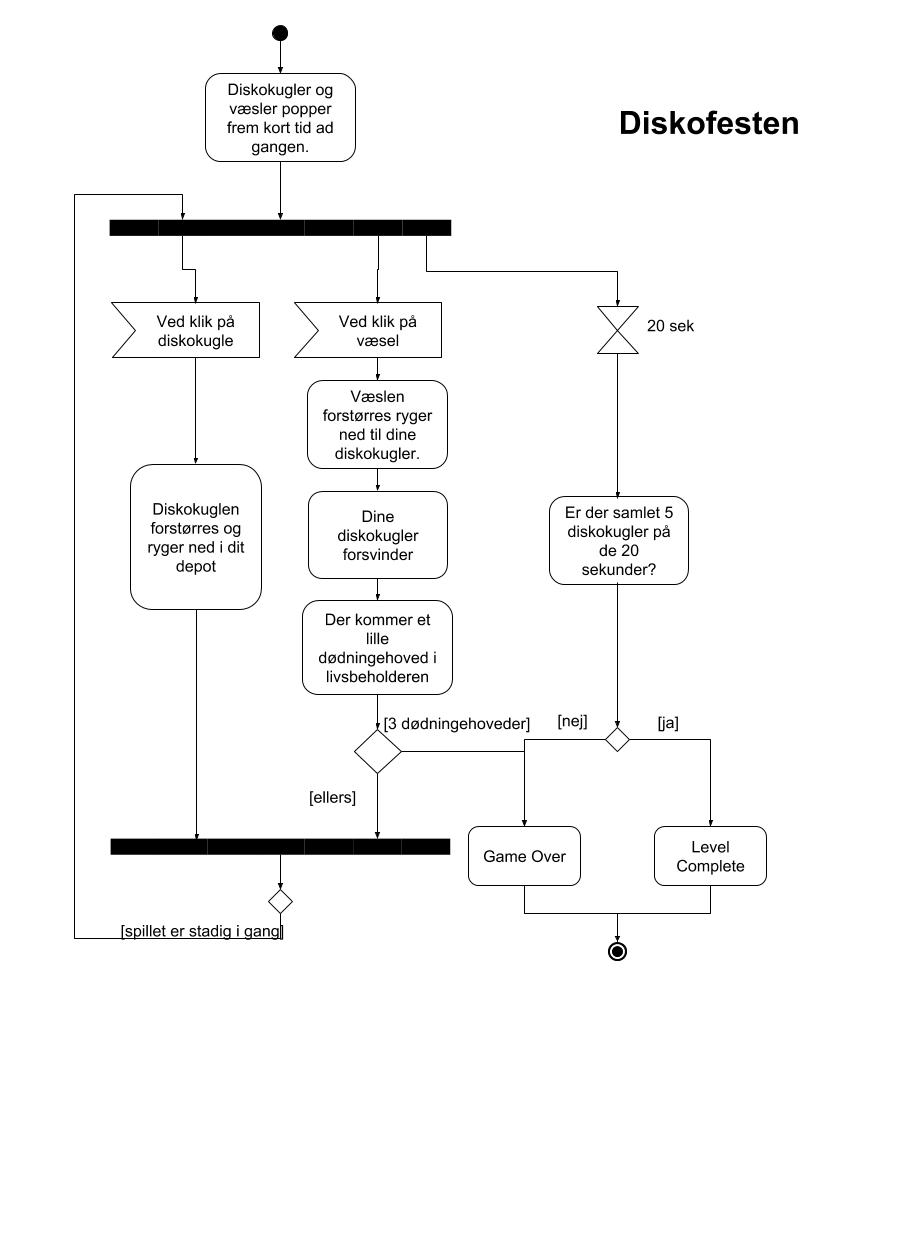 Diskokugler og
væsler popper
frem kort tid ad
gangen.
Diskofesten
Ved klik på
diskokugle
Ved klik på
væsel
20 sek
Væslen
forstørres ryger
ned til dine
diskokugler.
Diskokuglen
forstørres og
ryger ned i dit
depot
Dine
diskokugler
forsvinder
Er der samlet 5
diskokugler på
de 20
sekunder?
Der kommer et
lille
dødningehoved i
livsbeholderen
[3 dødningehoveder]
[nej]
[ja]
[ellers]
Game Over
Level
Complete
[spillet er stadig i gang]